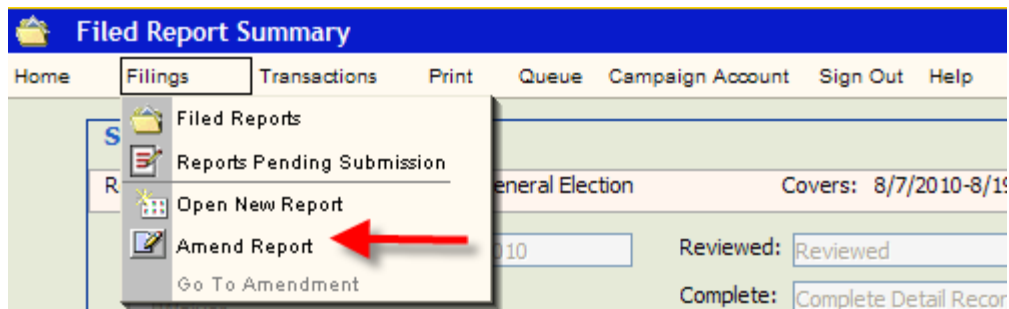 Filed Report Summary
Home Filings Transactions Print Queue Campaign Account Sign Out Help
Filed Reports
S
Reports Pending Submission
R eneral Election Covers: 8/7/2010-8/19
Open New Report
Amend Report 010 Reviewed: Reviewed
Go To Amendment Complete: Complete Detail Recor